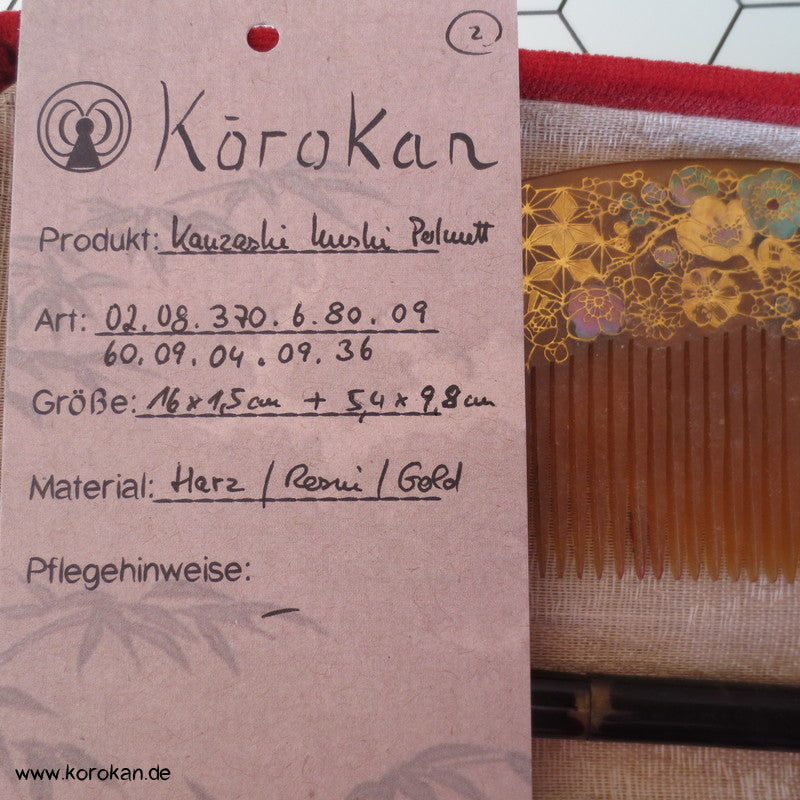 2
Kōrokan
Produkt: Kanzashi kushi
Art: 02.08.370.6.80.09
60.09.04.09.36
Größe: 16 x 1,5 cm + 5,4 x 9,8 cm
Material: Harz / Resin / Gold
Pflegehinweise:
–
www.korokan.de